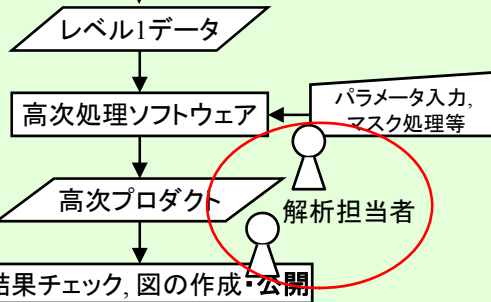 レベル1データ
高次処理ソフトウェア
パラメータ入力,
マスク処理等
高次プロダクト
解析担当者
結果チェック, 図の作成・公開